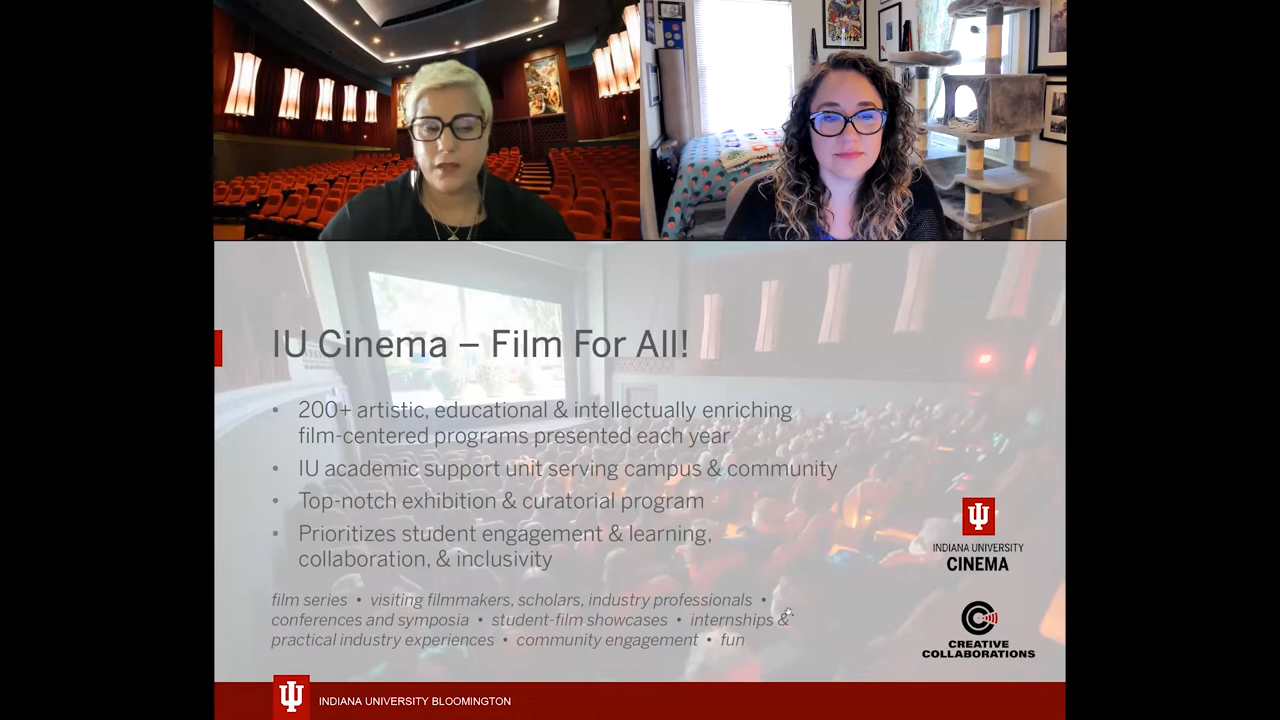 IU Cinema – Film For All!
• 200+ artistic, educational & intellectually enriching
film-centered programs presented each year
• IU academic support unit serving campus & community
• Top-notch exhibition & curatorial program
• Prioritizes student engagement & learning,
collaboration, & inclusivity
film series • visiting filmmakers, scholars, industry professionals •
conferences and symposia • student-film showcases • internships &
practical industry experiences • community engagement • fun
INDIANA UNIVERSITY
CINEMA
CREATIVE
COLLABORATIONS
INDIANA UNIVERSITY BLOOMINGTON